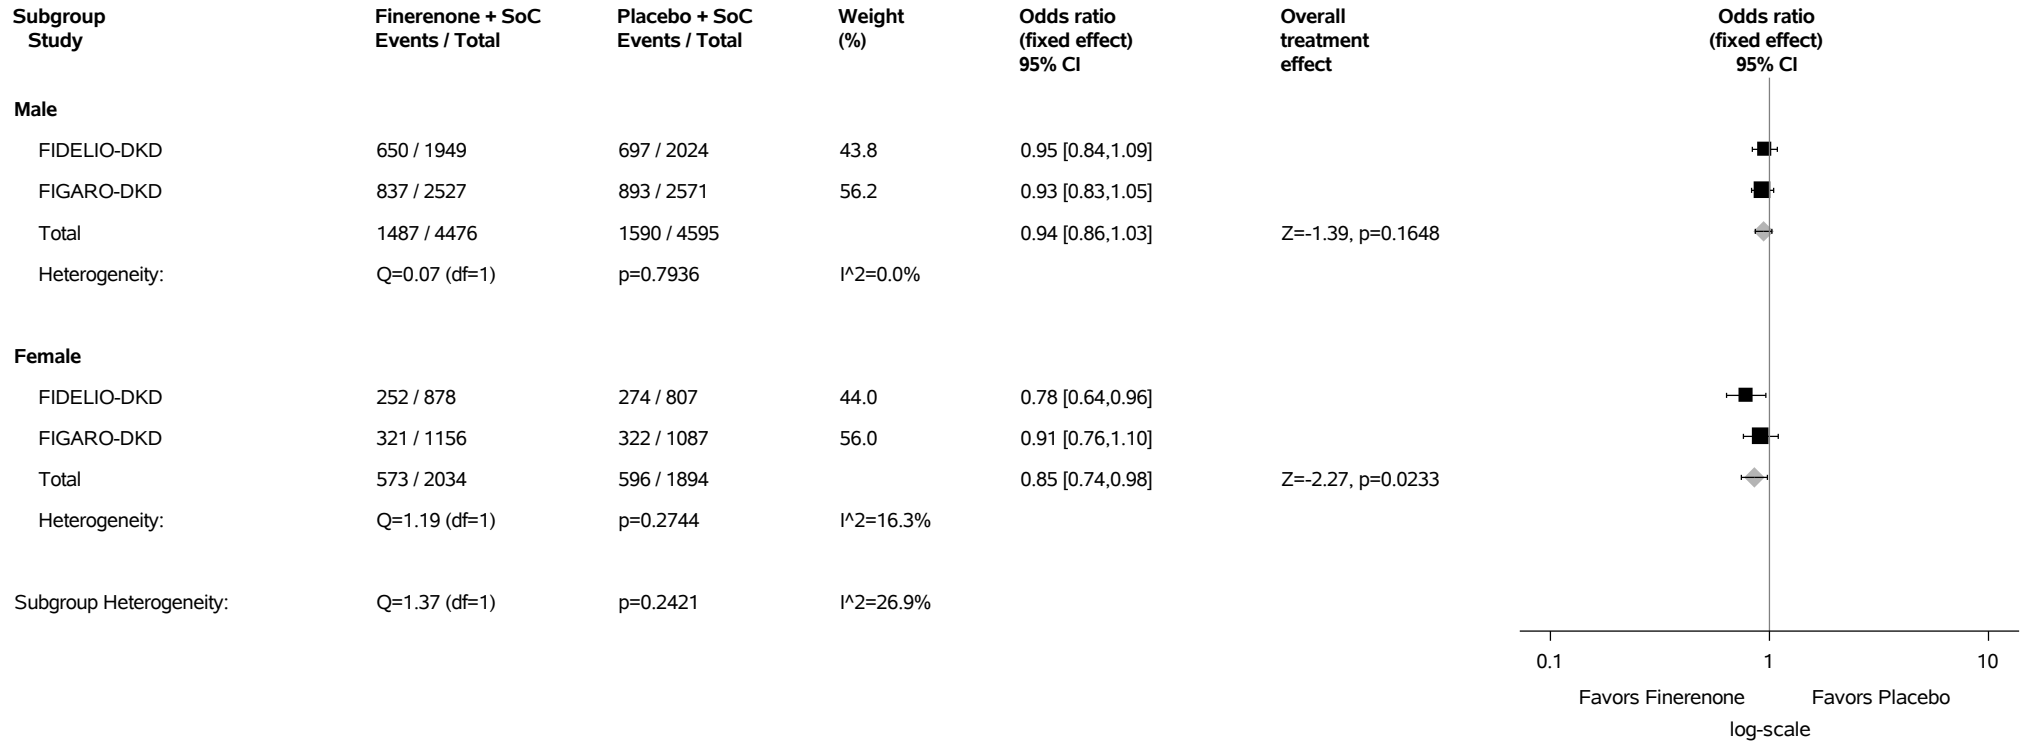 Subgroup Finerenone + SoC Placebo + SoC Weight Odds ratio Overall Odds ratio
Study Events / Total Events / Total (%) (fixed effect) treatment (fixed effect)
95% CI effect 95% CI
Male
FIDELIO-DKD 650 / 1949 697 / 2024 43.8 0.95 [0.84,1.09]
FIGARO-DKD 837 / 2527 893 / 2571 56.2 0.93 [0.83,1.05]
Total 1487 / 4476 1590 / 4595 0.94 [0.86,1.03] Z=-1.39, p=0.1648
Heterogeneity: Q=0.07 (df=1) p=0.7936 I^2=0.0%
Female
FIDELIO-DKD 252 / 878 274 / 807 44.0 0.78 [0.64,0.96]
FIGARO-DKD 321 / 1156 322 / 1087 56.0 0.91 [0.76,1.10]
Total 573 / 2034 596 / 1894 0.85 [0.74,0.98] Z=-2.27, p=0.0233
Heterogeneity: Q=1.19 (df=1) p=0.2744 I^2=16.3%
Subgroup Heterogeneity: Q=1.37 (df=1) p=0.2421 I^2=26.9%
0.1 1 10
Favors Finerenone Favors Placebo
log-scale